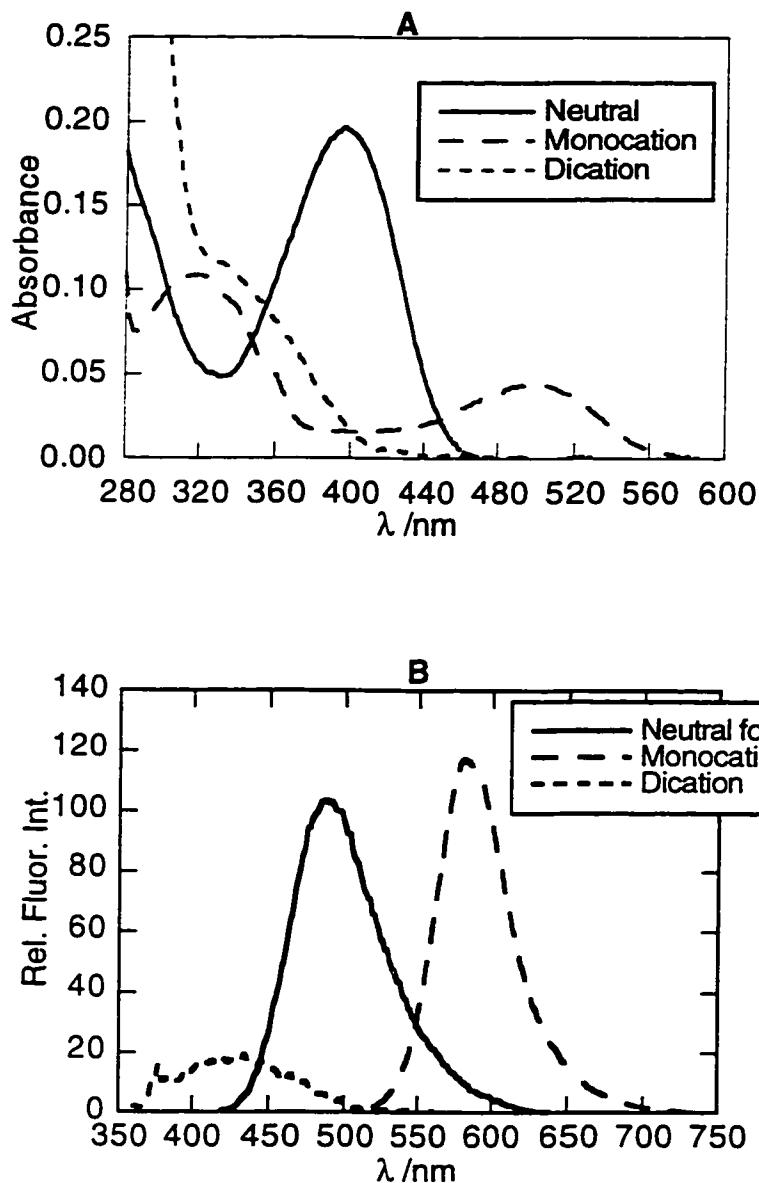 A
0.25
0.20
0.15
0.10
0.05
0.00
Absorbance
Neutral
Monocation
Dication
280 320 360 400 440 480 520 560 600
λ /nm
B
140
120
100
80
60
40
20
0
Rel. Fluor. Int.
Neutral fo
Monocati
Dication
350 400 450 500 550 600 650 700 750
λ /nm